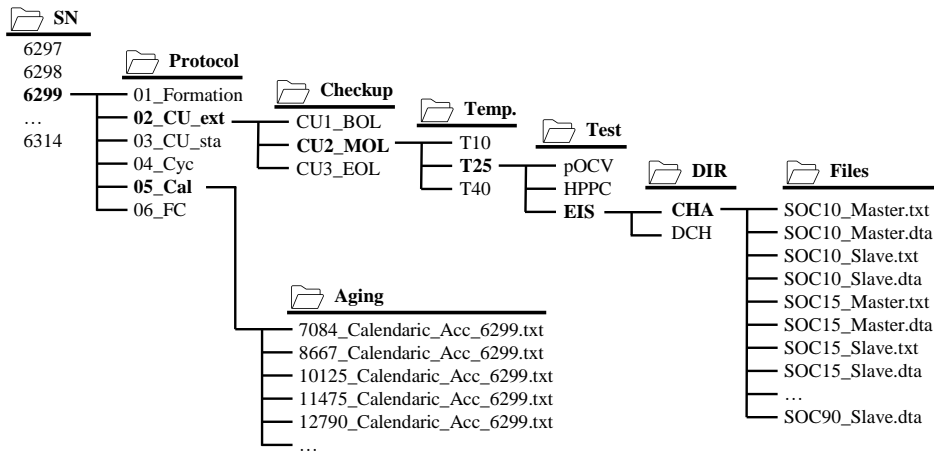 SN
6297
6298
6299
…
6314
Protocol
01_Formation
02_CU_ext
03_CU_sta
04_Cyc
05_Cal
06_FC
Checkup
CU1_BOL
CU2_MOL
CU3_EOL
Temp.
T10
T25
T40
Test
pOCV
HPPC
EIS
DIR
CHA
DCH
Files
SOC10_Master.txt
SOC10_Master.dta
SOC10_Slave.txt
SOC10_Slave.dta
SOC15_Master.txt
SOC15_Master.dta
SOC15_Slave.txt
SOC15_Slave.dta
…
SOC90_Slave.dta
Aging
7084_Calendaric_Acc_6299.txt
8667_Calendaric_Acc_6299.txt
10125_Calendaric_Acc_6299.txt
11475_Calendaric_Acc_6299.txt
12790_Calendaric_Acc_6299.txt
…